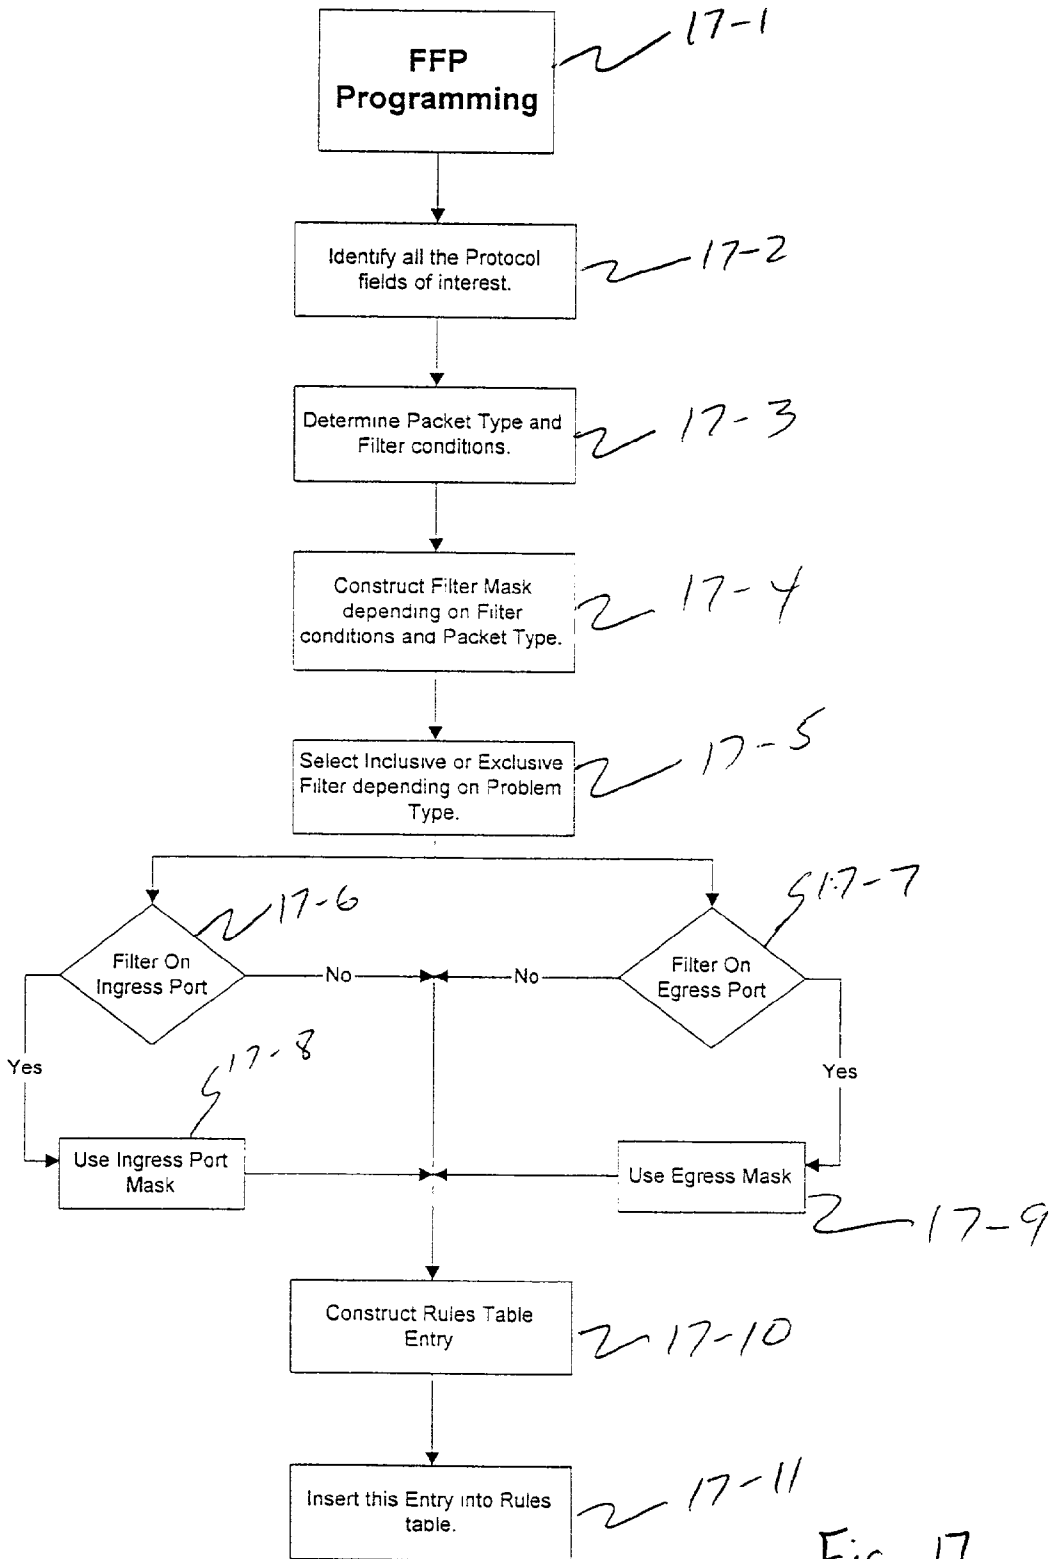 FFP
Programming
17-1
Identify all the Protocol
fields of interest.
17-2
Determine Packet Type and
Filter conditions.
17-3
Construct Filter Mask
depending on Filter
conditions and Packet Type.
17-4
Select Inclusive or Exclusive
Filter depending on Problem
Type.
17-5
17-6
17-7
Filter On
Ingress Port
No
No
Filter On
Egress Port
Yes
17-8
Yes
Use Ingress Port
Mask
Use Egress Mask
17-9
Construct Rules Table
Entry
17-10
Insert this Entry into Rules
table.
17-11
Fig. 17